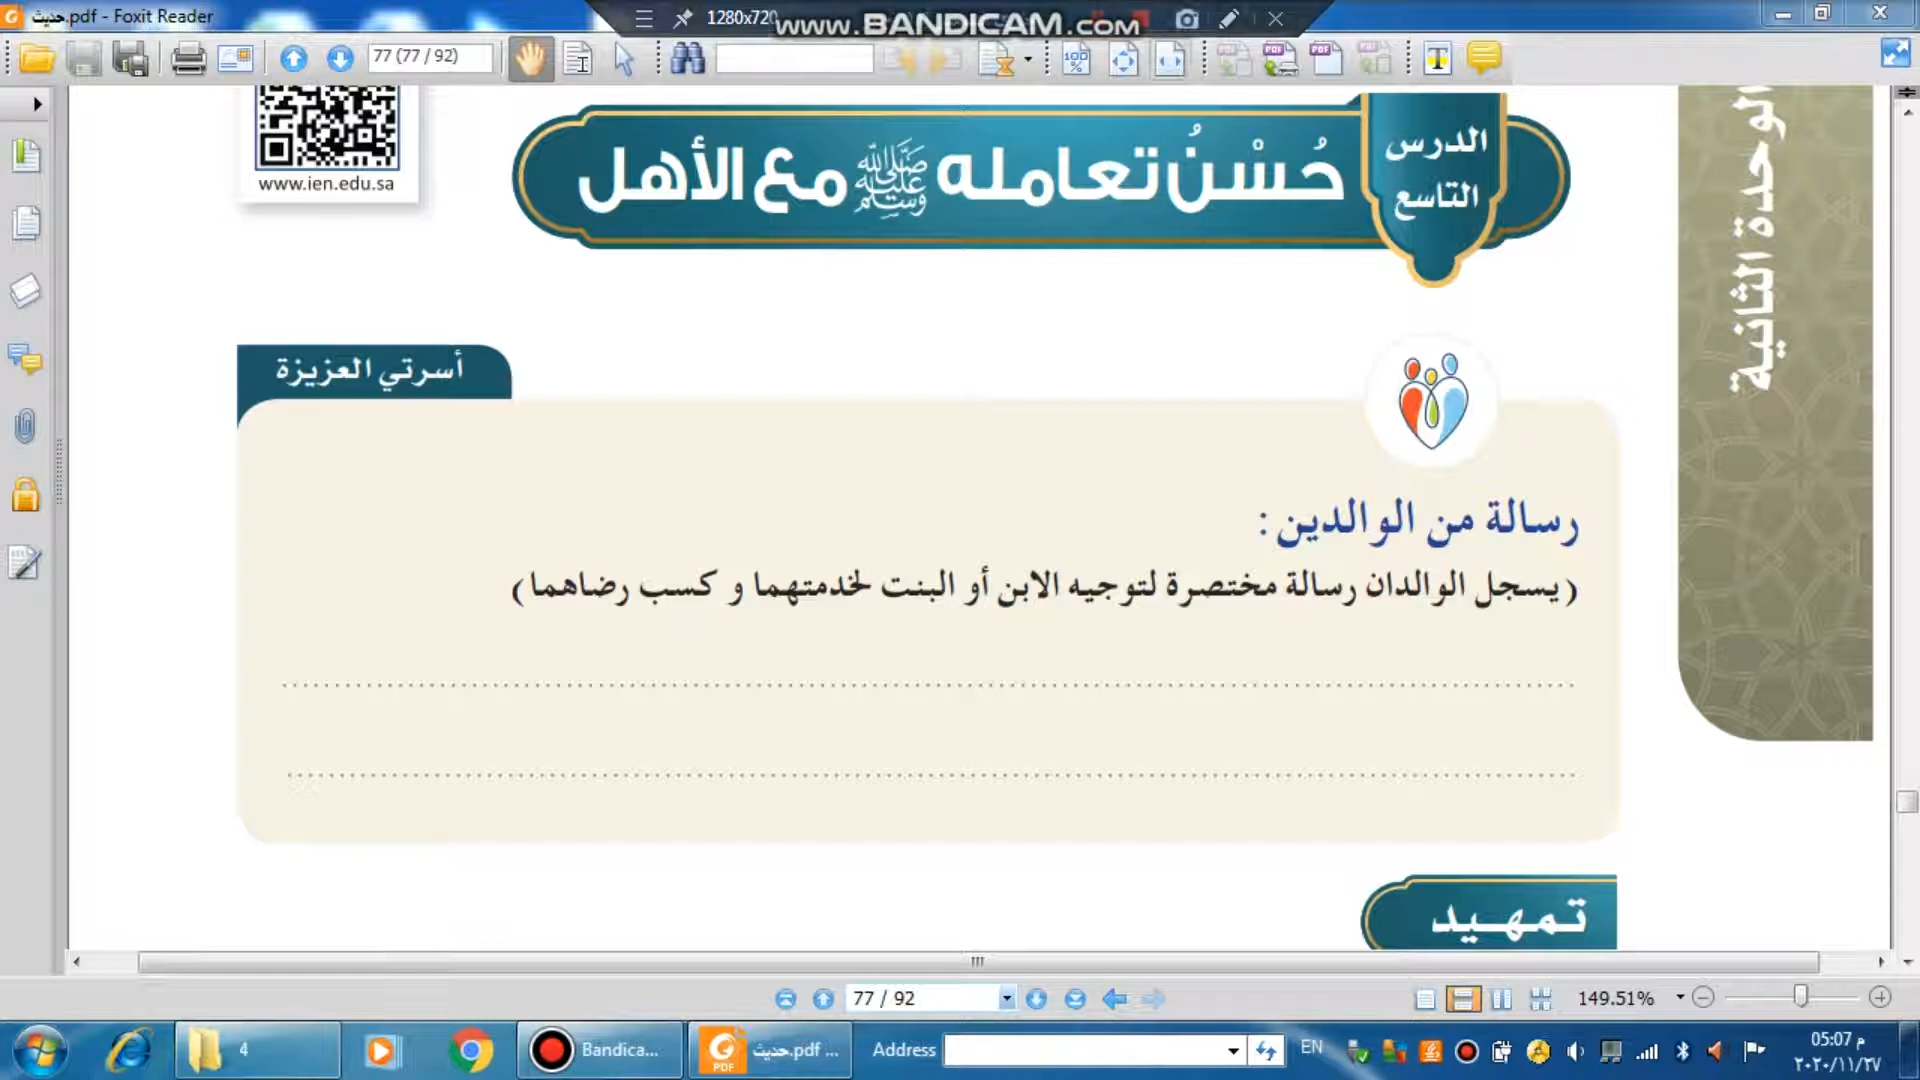 حديث.pdf - Foxit Reader
1280x720
www.BANDICAM.com
77 (77 / 92)
www.ien.edu.sa
الدرس
التاسع
حُسْنُ تعامله ﷺ مع الأهل
الوحدة الثانية
أسرتي العزيزة
رسالة من الوالدين :
(يسجل الوالدان رسالة مختصرة لتوجيه الابن أو البنت لخدمتهما و كسب رضاهما)
تمهيد
77 / 92
149.51%
4
Bandica...
حديث.pdf ...
Address
EN
05:07 م
٢٠٢٠/١١/٢٧